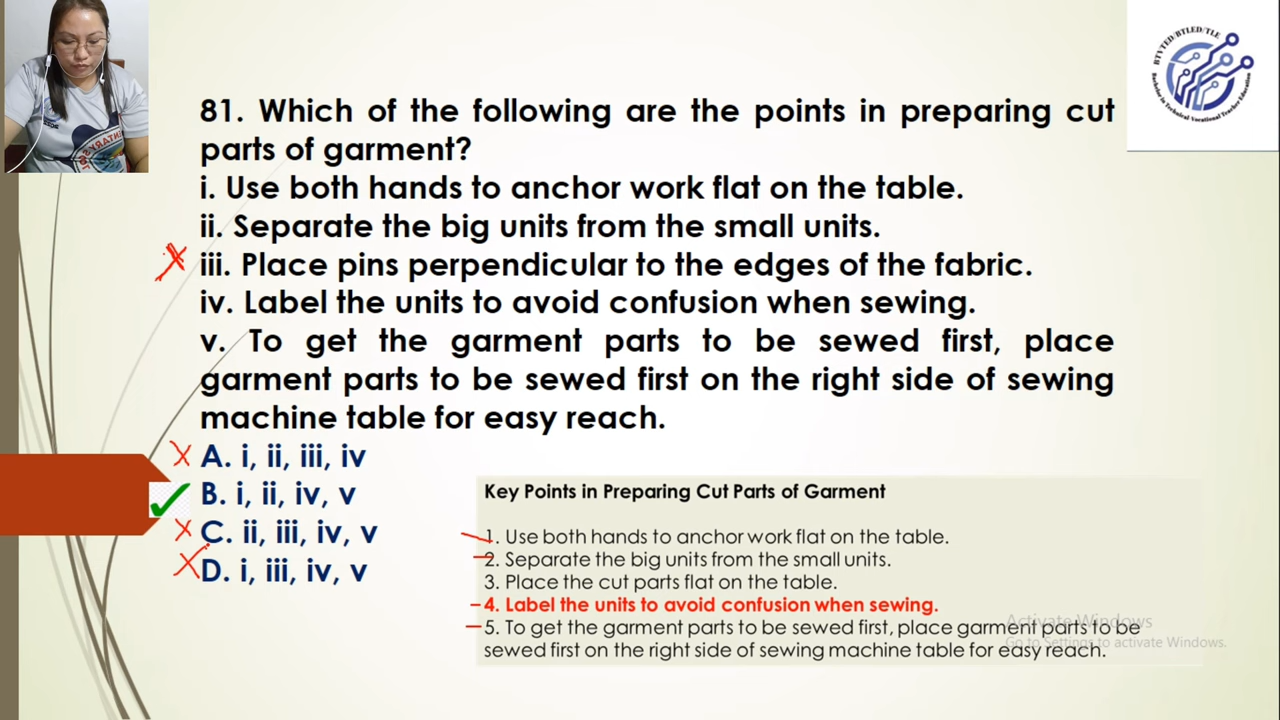 BTVTED/BTLED/TLE
Bachelor in Technical Vocational Teacher Education
81. Which of the following are the points in preparing cut
parts of garment?
i. Use both hands to anchor work flat on the table.
ii. Separate the big units from the small units.
iii. Place pins perpendicular to the edges of the fabric.
iv. Label the units to avoid confusion when sewing.
v. To get the garment parts to be sewed first, place
garment parts to be sewed first on the right side of sewing
machine table for easy reach.
A. i, ii, iii, iv
B. i, ii, iv, v
C. ii, iii, iv, v
D. i, iii, iv, v
Key Points in Preparing Cut Parts of Garment
1. Use both hands to anchor work flat on the table.
2. Separate the big units from the small units.
3. Place the cut parts flat on the table.
4. Label the units to avoid confusion when sewing.
5. To get the garment parts to be sewed first, place garment parts to be
sewed first on the right side of sewing machine table for easy reach.
Activate Windows
Go to Settings to activate Windows.